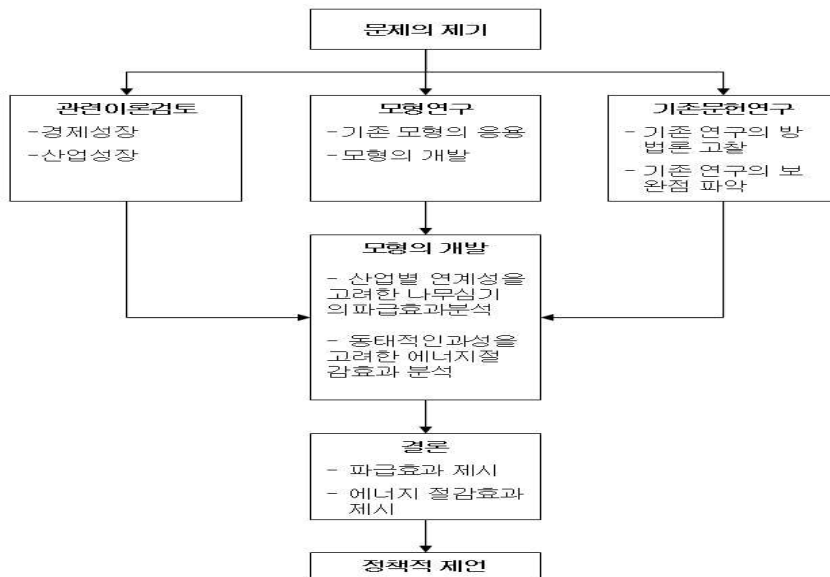 문제의 제기
관련이론검토
-경제성장
-산업성장
모형연구
-기존 모형의 응용
-모형의 개발
기존문헌연구
- 기존 연구의 방
법론 고찰
- 기존 연구의 보
완점 파악
모형의 개발
- 산업별 연계성을
고려한 나무심기
의파급효과분석
- 동태적인과성을
고려한 에너지절
감효과 분석
결론
- 파급효과 제시
- 에너지 절감효과
제시
정책적 제언